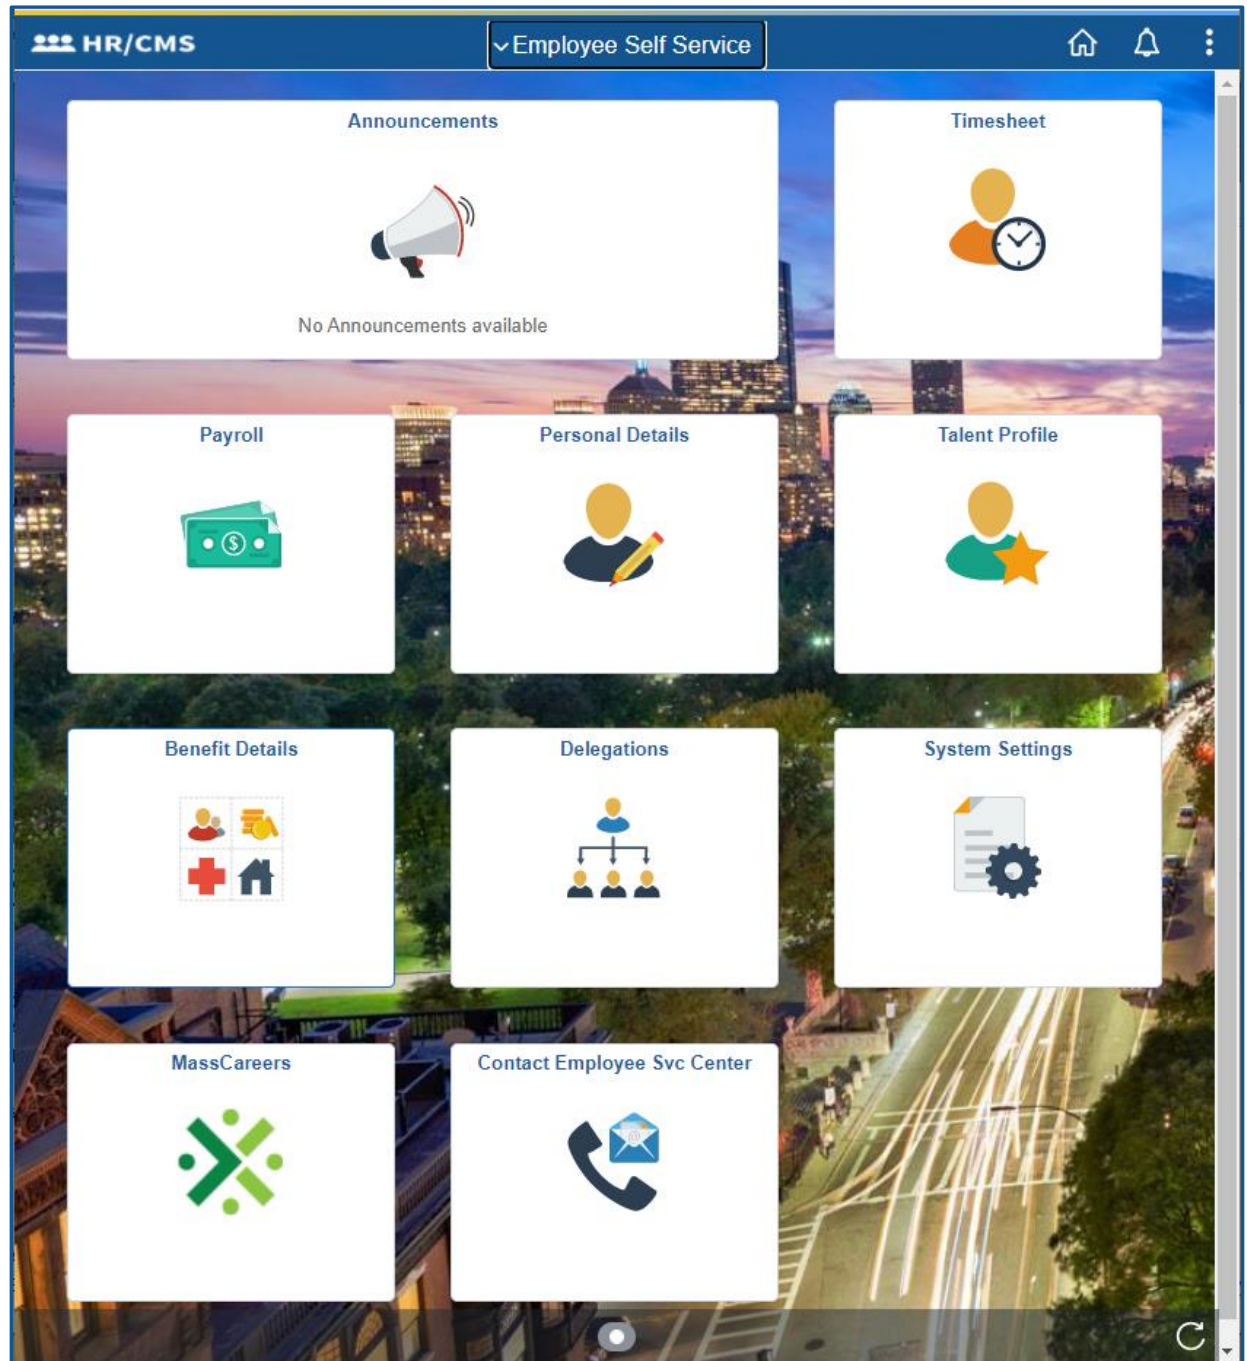 HR/CMS
Employee Self Service
Announcements
No Announcements available
Timesheet
Payroll
Personal Details
Talent Profile
Benefit Details
Delegations
System Settings
MassCareers
Contact Employee Svc Center